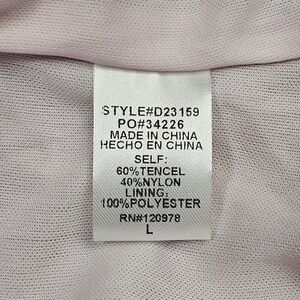 STYLE#D23159
PO#34226
MADE IN CHINA
HECHO EN CHINA
SELF:
60%TENCEL
40%NYLON
LINING:
100%POLYESTER
RN#120978
L